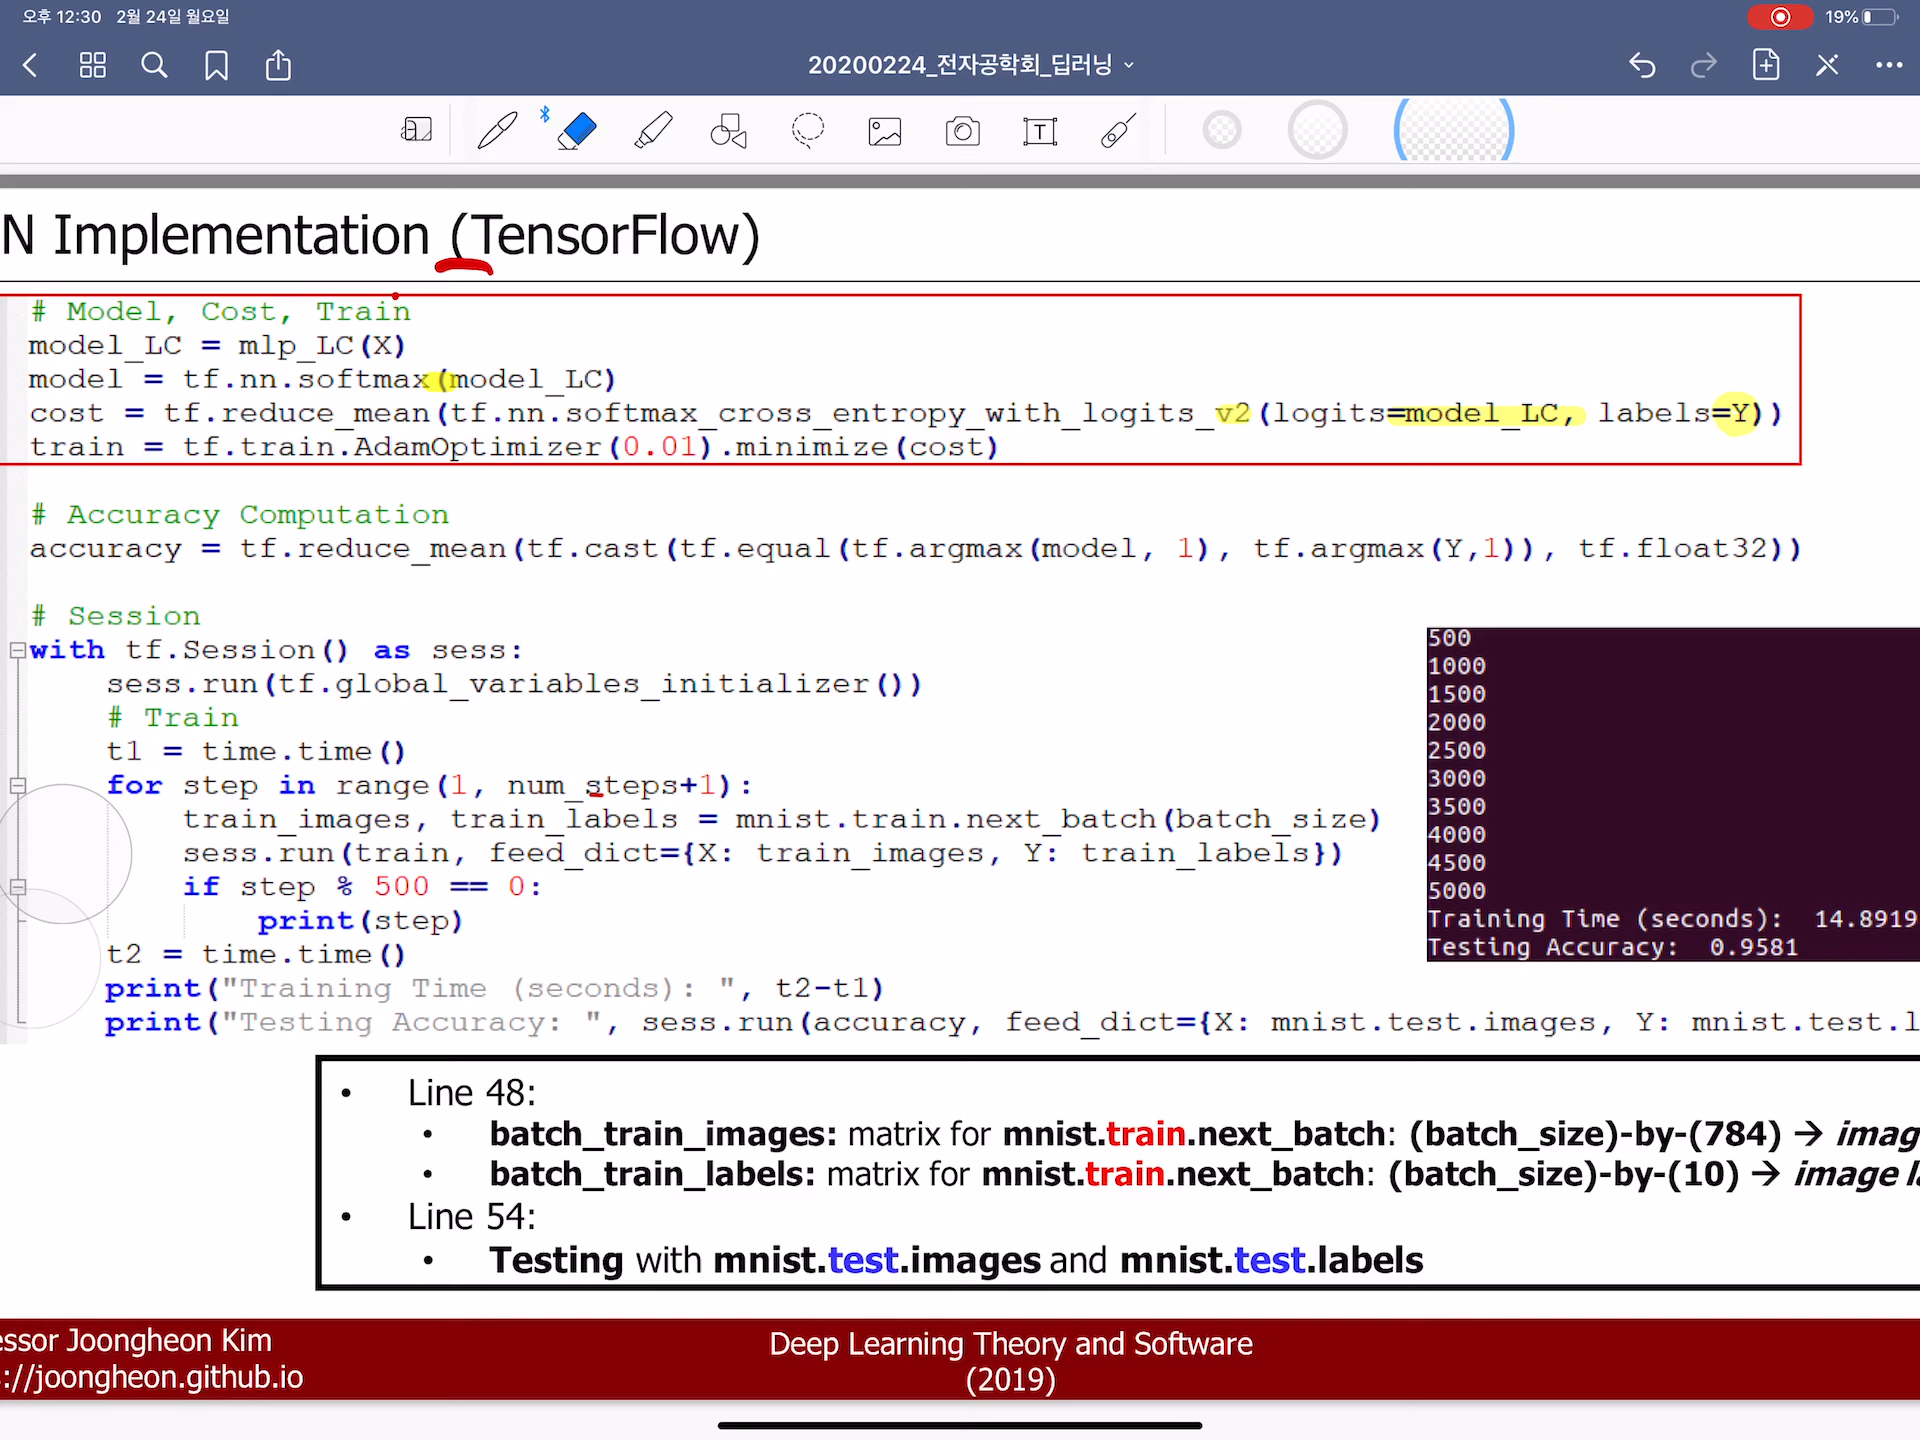 오후 12:30 2월 24일 월요일
19%
20200224_전자공학회_딥러닝
N Implementation (TensorFlow)
# Model, Cost, Train
model_LC = mlp_LC(X)
model = tf.nn.softmax(model_LC)
cost = tf.reduce_mean(tf.nn.softmax_cross_entropy_with_logits_v2(logits=model_LC, labels=Y))
train = tf.train.AdamOptimizer(0.01).minimize(cost)
# Accuracy Computation
accuracy = tf.reduce_mean(tf.cast(tf.equal(tf.argmax(model, 1), tf.argmax(Y,1)), tf.float32))
# Session
with tf.Session() as sess:
sess.run(tf.global_variables_initializer())
# Train
t1 = time.time()
for step in range(1, num_steps+1):
train_images, train_labels = mnist.train.next_batch(batch_size)
sess.run(train, feed_dict={X: train_images, Y: train_labels})
if step % 500 == 0:
print(step)
t2 = time.time()
print("Training Time (seconds): ", t2-t1)
print("Testing Accuracy: ", sess.run(accuracy, feed_dict={X: mnist.test.images, Y: mnist.test.l
500
1000
1500
2000
2500
3000
3500
4000
4500
5000
Training Time (seconds): 14.8919
Testing Accuracy: 0.9581
• Line 48:
• batch_train_images: matrix for mnist.train.next_batch: (batch_size)-by-(784) → imag
• batch_train_labels: matrix for mnist.train.next_batch: (batch_size)-by-(10) → image l
• Line 54:
• Testing with mnist.test.images and mnist.test.labels
essor Joongheon Kim
://joongheon.github.io
Deep Learning Theory and Software
(2019)